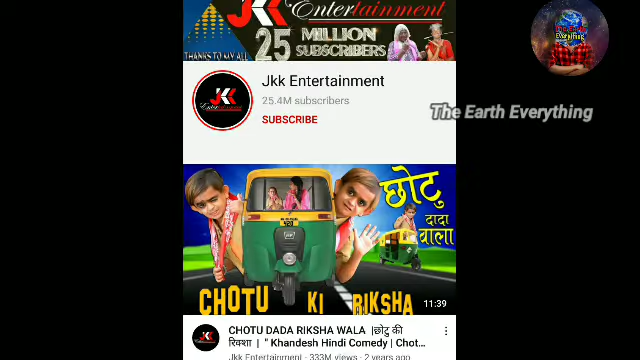 JKK Entertainment
THANKS TO MY ALL
25 MILLION
SUBSCRIBERS
Jkk Entertainment
25.4M subscribers
SUBSCRIBE
The Earth Everything
छोटु
दादा
वाला
CHOTU KI RIKSHA
11:39
CHOTU DADA RIKSHA WALA |छोटु की
रिक्शा | " Khandesh Hindi Comedy | Chot...
Jkk Entertainment · 333M views · 2 years ago